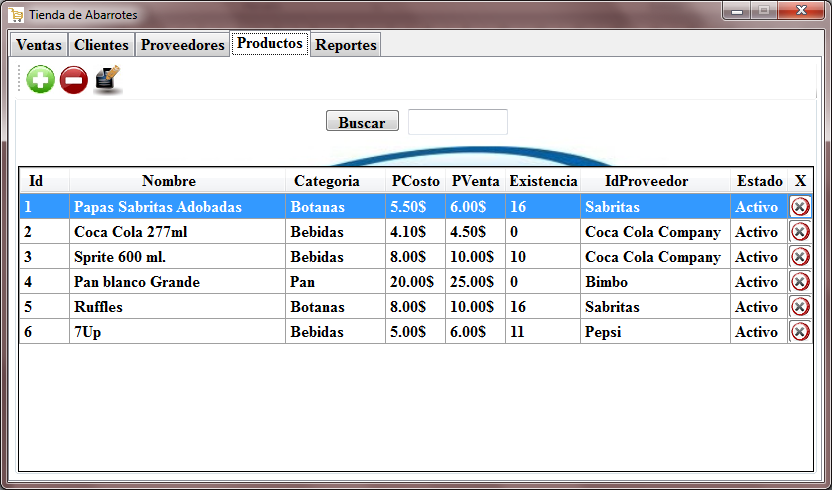 Tienda de Abarrotes
Ventas Clientes Proveedores Productos Reportes
Buscar
Id Nombre Categoria PCosto PVenta Existencia IdProveedor Estado X
1 Papas Sabritas Adobadas Botanas 5.50$ 6.00$ 16 Sabritas Activo
2 Coca Cola 277ml Bebidas 4.10$ 4.50$ 0 Coca Cola Company Activo
3 Sprite 600 ml. Bebidas 8.00$ 10.00$ 10 Coca Cola Company Activo
4 Pan blanco Grande Pan 20.00$ 25.00$ 0 Bimbo Activo
5 Ruffles Botanas 8.00$ 10.00$ 16 Sabritas Activo
6 7Up Bebidas 5.00$ 6.00$ 11 Pepsi Activo